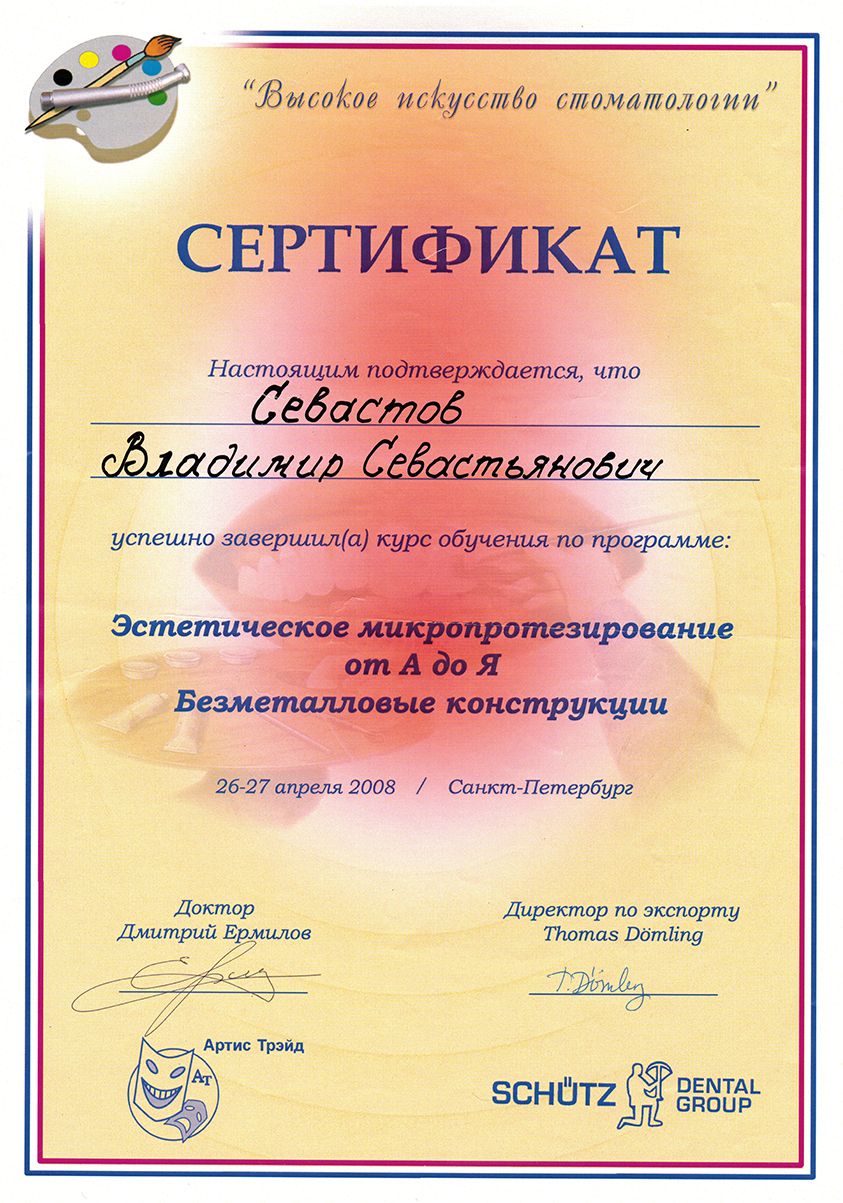 “Высокое искусство стоматологии”
СЕРТИФИКАТ
Настоящим подтверждается, что
Севастов
Владимир Севастьянович
успешно завершил(а) курс обучения по программе:
Эстетическое микропротезирование
от А до Я
Безметалловые конструкции
26-27 апреля 2008 / Санкт-Петербург
Доктор
Дмитрий Ермилов
Директор по экспорту
Thomas Dömling
T. Dömling
Артис Трэйд
АТ
SCHÜTZ DENTAL
GROUP